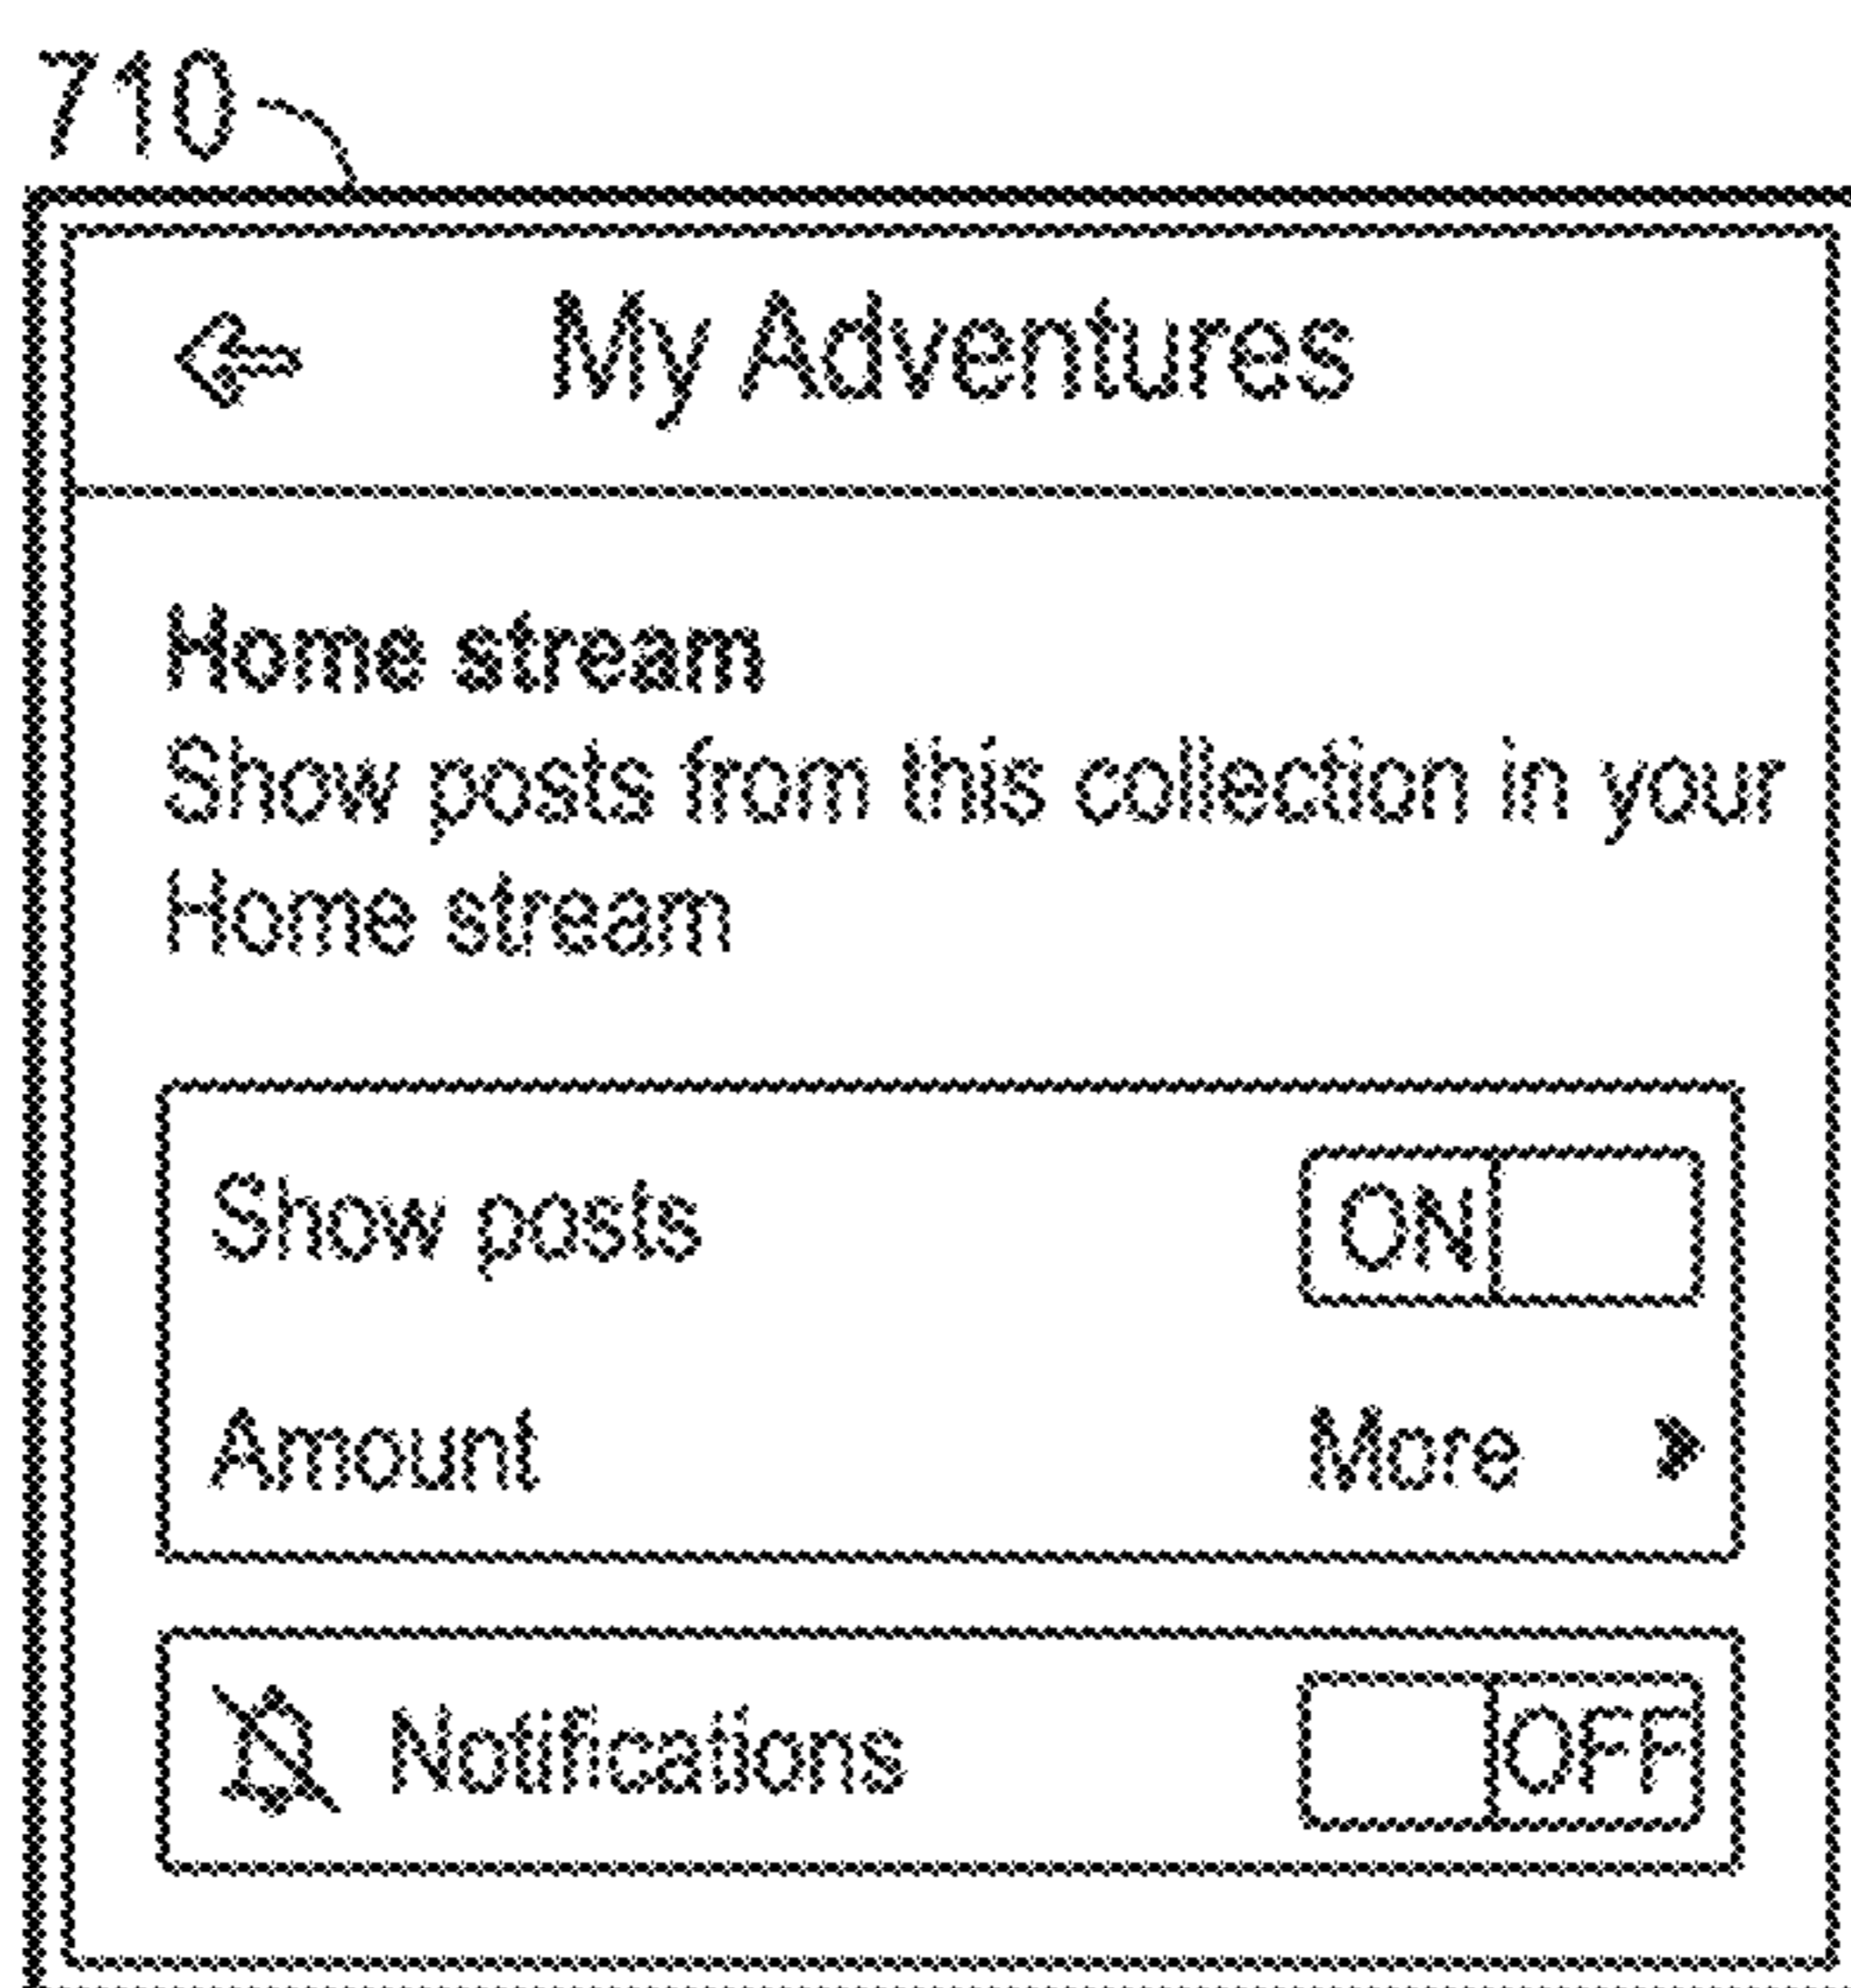 710
My Adventures
Home stream
Show posts from this collection in your
Home stream
Show posts ON
Amount More
Notifications OFF